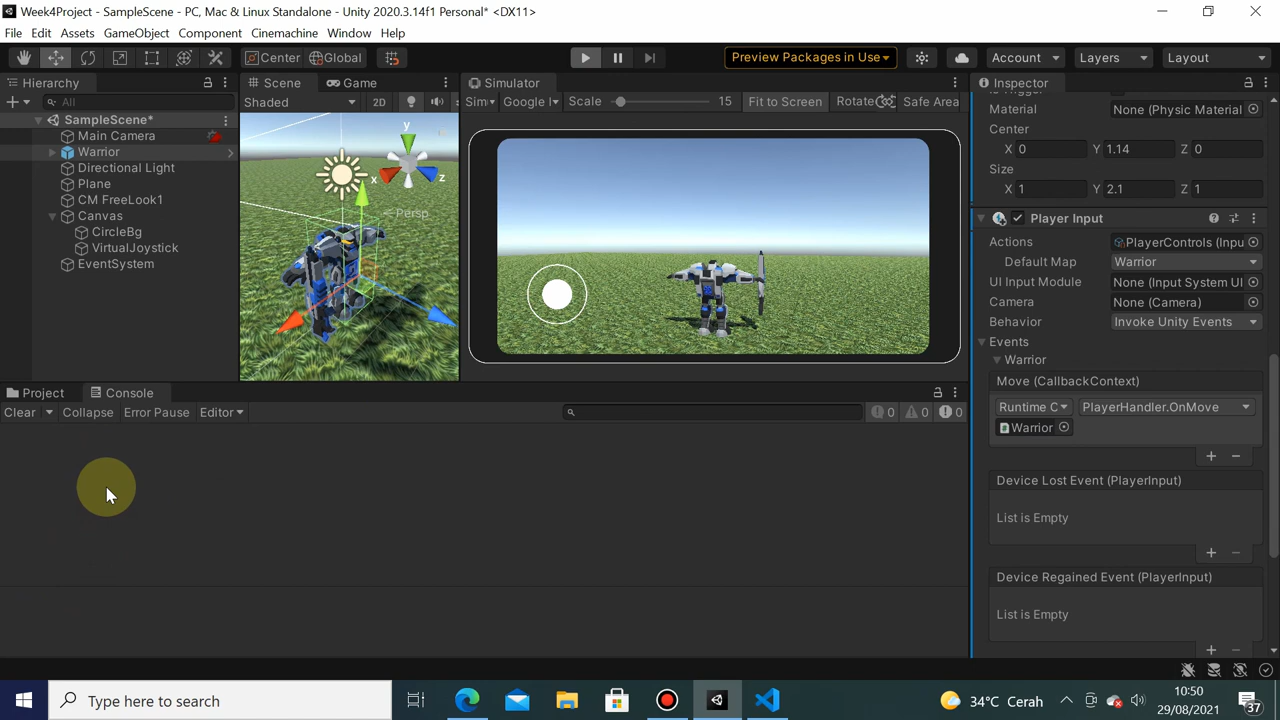 Week4Project - SampleScene - PC, Mac & Linux Standalone - Unity 2020.3.14f1 Personal* <DX11>
File Edit Assets GameObject Component Cinemachine Window Help
Center Global Preview Packages in Use Account Layers Layout
Hierarchy
All
SampleScene*
Main Camera
Warrior
Directional Light
Plane
CM FreeLook1
Canvas
CircleBg
VirtualJoystick
EventSystem
Scene Game
Shaded 2D
y
x
z
Persp
Simulator
Sim Google Scale 15 Fit to Screen Rotate Safe Area
Inspector
Material None (Physic Material
Center
X 0 Y 1.14 Z 0
Size
X 1 Y 2.1 Z 1
Player Input
Actions PlayerControls (Inpu
Default Map Warrior
UI Input Module None (Input System UI
Camera None (Camera)
Behavior Invoke Unity Events
Events
Warrior
Move (CallbackContext)
Runtime C PlayerHandler.OnMove
Warrior
Device Lost Event (PlayerInput)
List is Empty
Device Regained Event (PlayerInput)
List is Empty
Project Console
Clear Collapse Error Pause Editor 0 0 0
Type here to search
34°C Cerah
10:50
29/08/2021
37